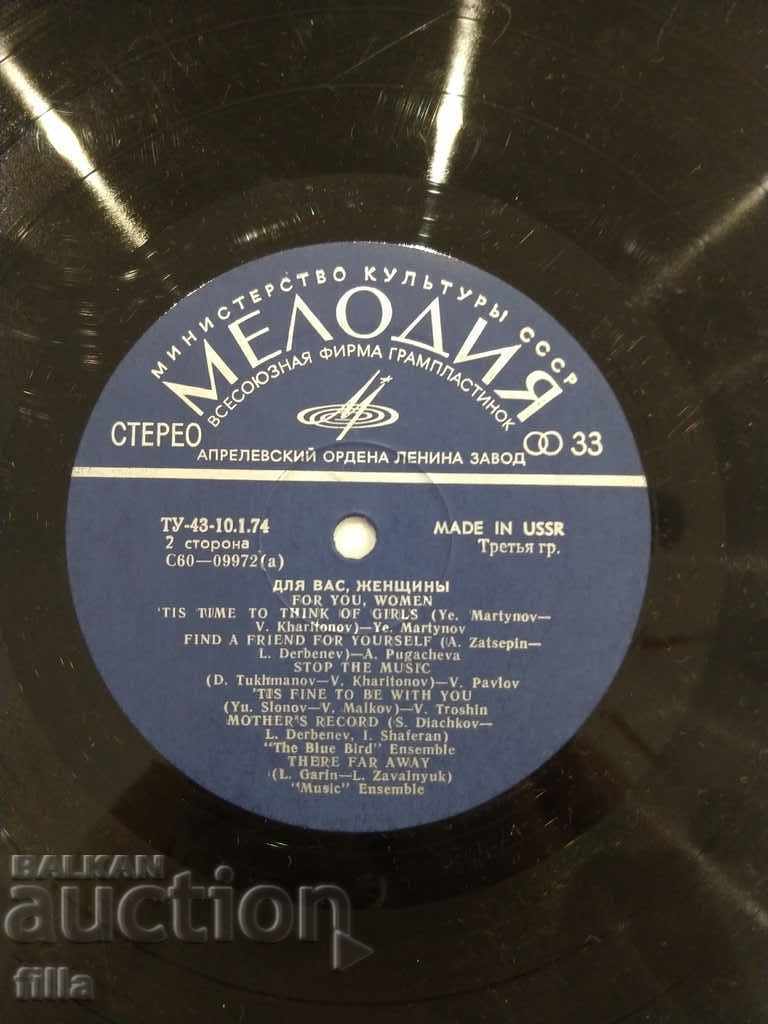 МИНИСТЕРСТВО КУЛЬТУРЫ СССР
МЕЛОДИЯ
ВСЕСОЮЗНАЯ ФИРМА ГРАМПЛАСТИНОК
СТЕРЕО
33
АПРЕЛЕВСКИЙ ОРДЕНА ЛЕНИНА ЗАВОД
ТУ-43-10.1.74
MADE IN USSR
2 сторона
Третья гр.
С60—09972(а)
ДЛЯ ВАС, ЖЕНЩИНЫ
FOR YOU, WOMEN
'TIS TIME TO THINK OF GIRLS (Ye. Martynov—
V. Kharitonov)—Ye. Martynov
FIND A FRIEND FOR YOURSELF (A. Zatsepin—
L. Derbenev)—A. Pugacheva
STOP THE MUSIC
(D. Tukhmanov—V. Kharitonov)—V. Pavlov
'TIS FINE TO BE WITH YOU
(Yu. Slonov—V. Malkov)—V. Troshin
MOTHER'S RECORD (S. Diachkov—
L. Derbenev, I. Shaferan)
"The Blue Bird" Ensemble
THERE FAR AWAY
(L. Garin—L. Zavalnyuk)
"Music" Ensemble
BALKAN
auction
filla